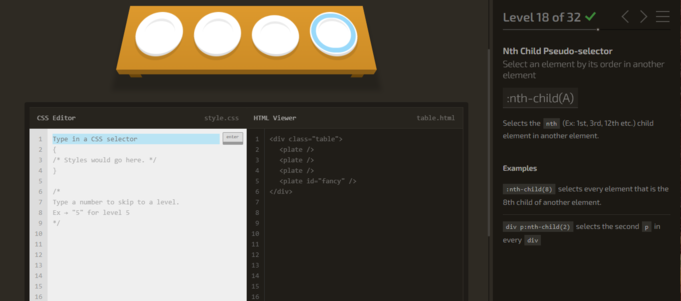 Level 18 of 32
Nth Child Pseudo-selector
Select an element by its order in another
element
:nth-child(A)
Selects the nth (Ex: 1st, 3rd, 12th etc.) child
element in another element.
Examples
:nth-child(8) selects every element that is the
8th child of another element.
div p:nth-child(2) selects the second p in
every div
CSS Editor style.css
1 Type in a CSS selector enter
2 {
3 /* Styles would go here. */
4 }
5
6 /*
7 Type a number to skip to a level.
8 Ex → "5" for level 5
9 */
10
11
12
13
14
15
16
HTML Viewer table.html
1 <div class="table">
2 <plate />
3 <plate />
4 <plate />
5 <plate id="fancy" />
6 </div>
7
8
9
10
11
12
13
14
15
16